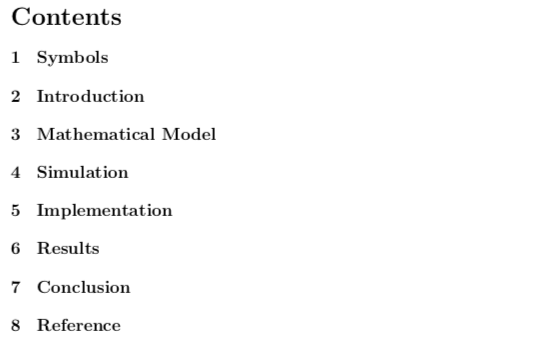 Contents
1 Symbols
2 Introduction
3 Mathematical Model
4 Simulation
5 Implementation
6 Results
7 Conclusion
8 Reference